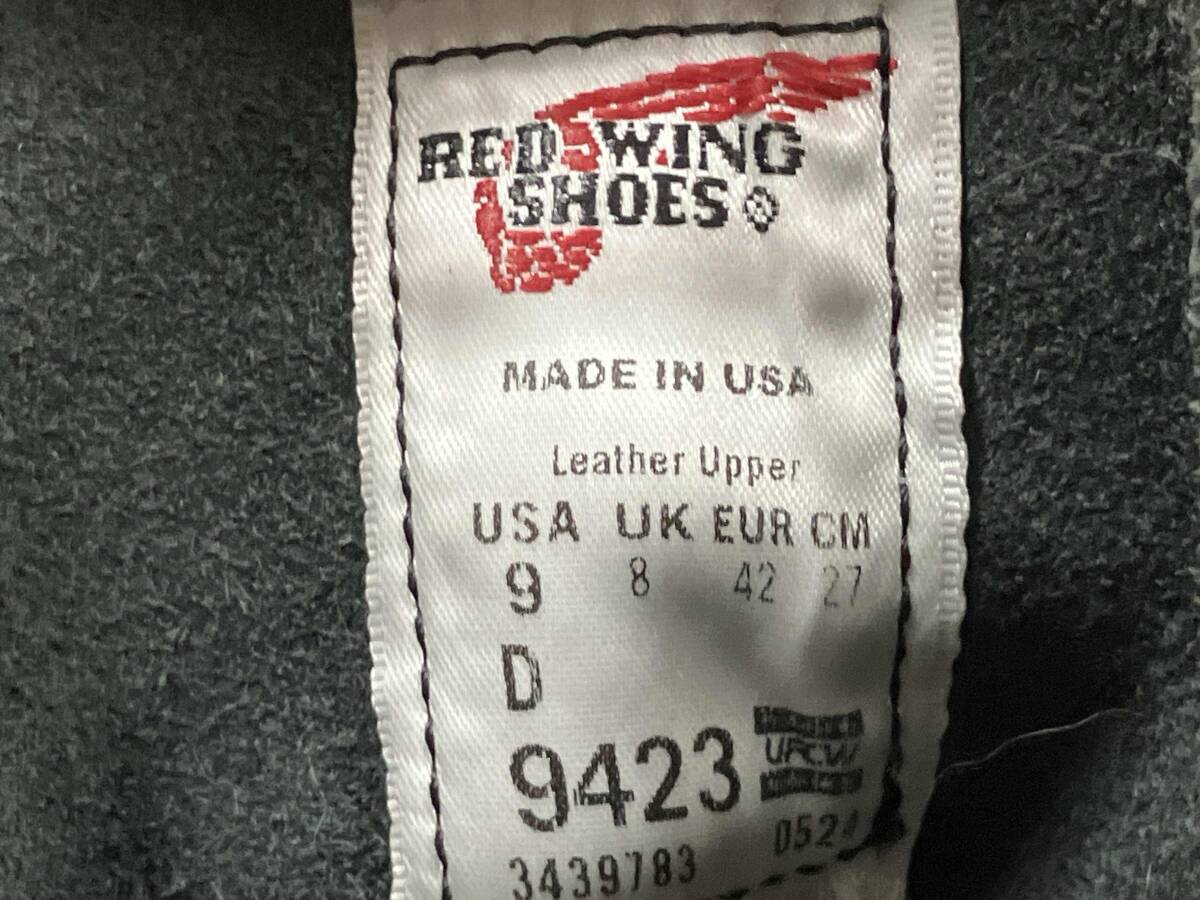 RED WING
SHOES
MADE IN USA
Leather Upper
USA UK EUR CM
9 8 42 27
D
9423
UFCW
3439783